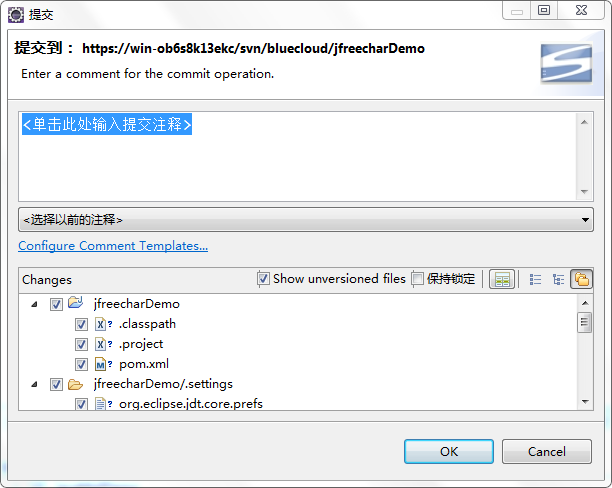 提交
提交到： https://win-ob6s8k13ekc/svn/bluecloud/jfreecharDemo
Enter a comment for the commit operation.
<单击此处输入提交注释>
<选择以前的注释>
Configure Comment Templates...
Changes Show unversioned files 保持锁定
jfreecharDemo
.classpath
.project
pom.xml
jfreecharDemo/.settings
org.eclipse.jdt.core.prefs
OK Cancel